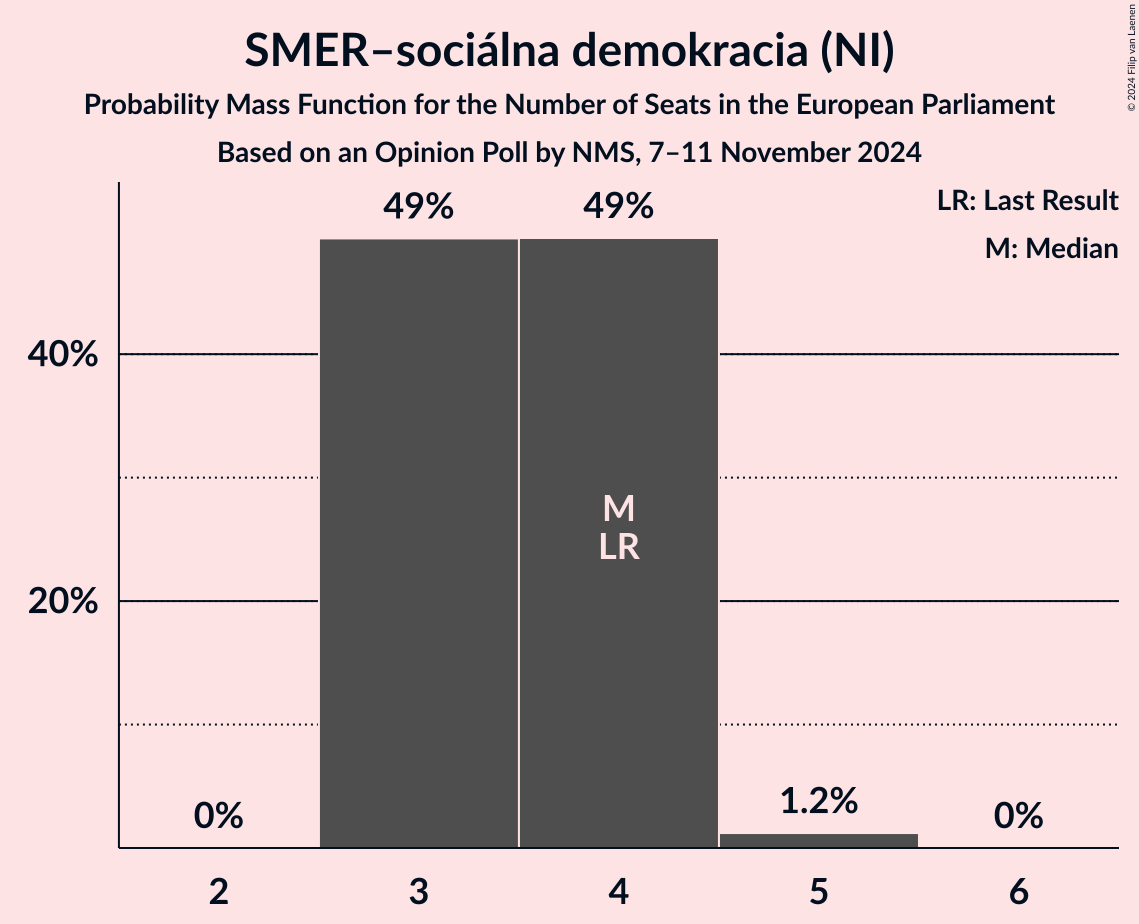 SMER–sociálna demokracia (NI)
Probability Mass Function for the Number of Seats in the European Parliament
Based on an Opinion Poll by NMS, 7–11 November 2024
© 2024 Filip van Laenen
LR: Last Result
M: Median
49%
49%
40%
20%
M
LR
0%
1.2%
0%
2
3
4
5
6